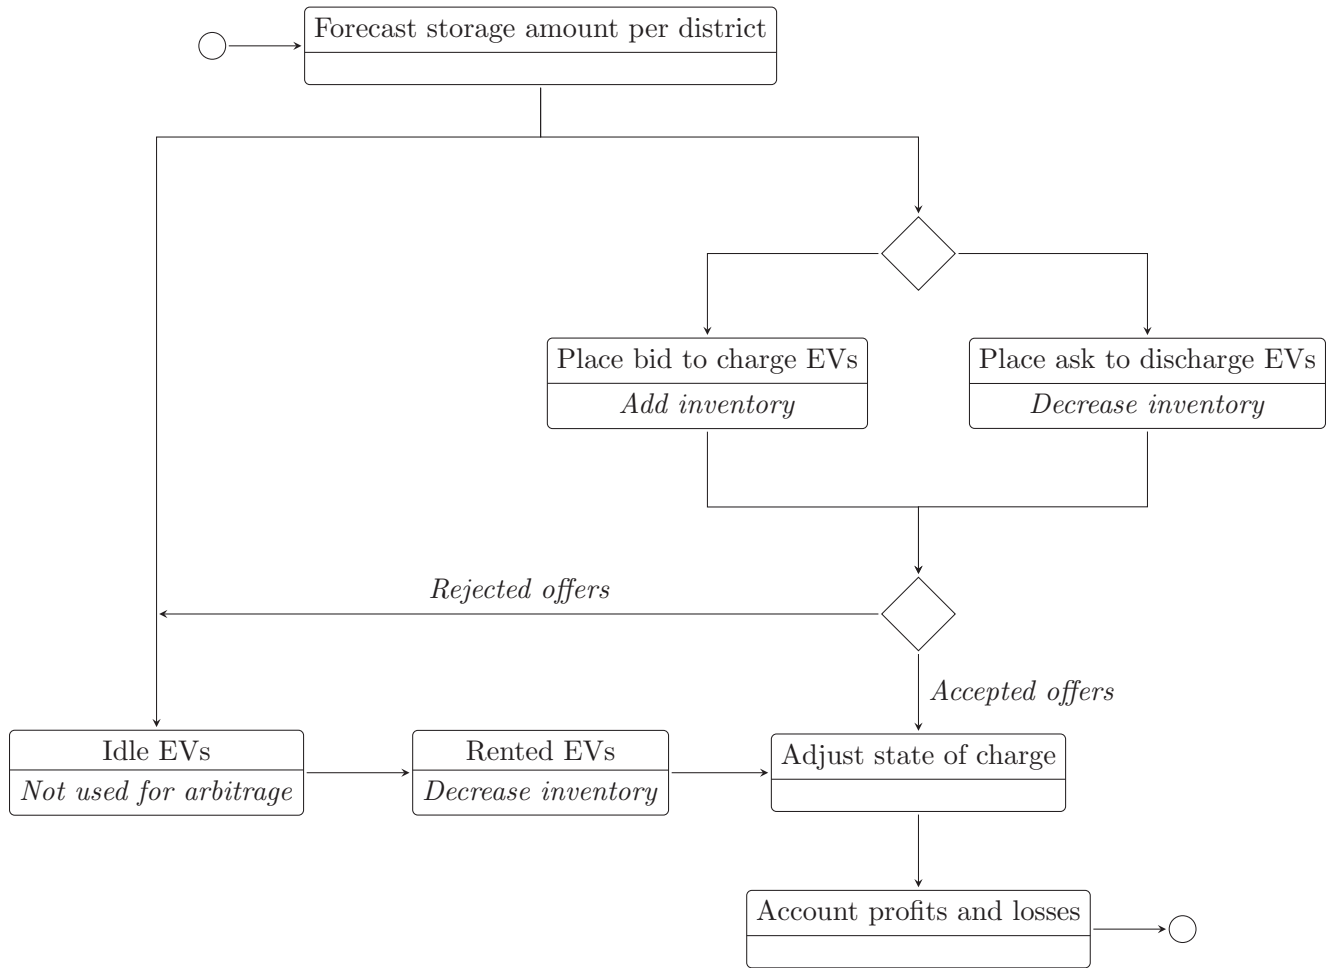 Forecast storage amount per district
Place bid to charge EVs
Add inventory
Place ask to discharge EVs
Decrease inventory
Rejected offers
Accepted offers
Idle EVs
Not used for arbitrage
Rented EVs
Decrease inventory
Adjust state of charge
Account profits and losses